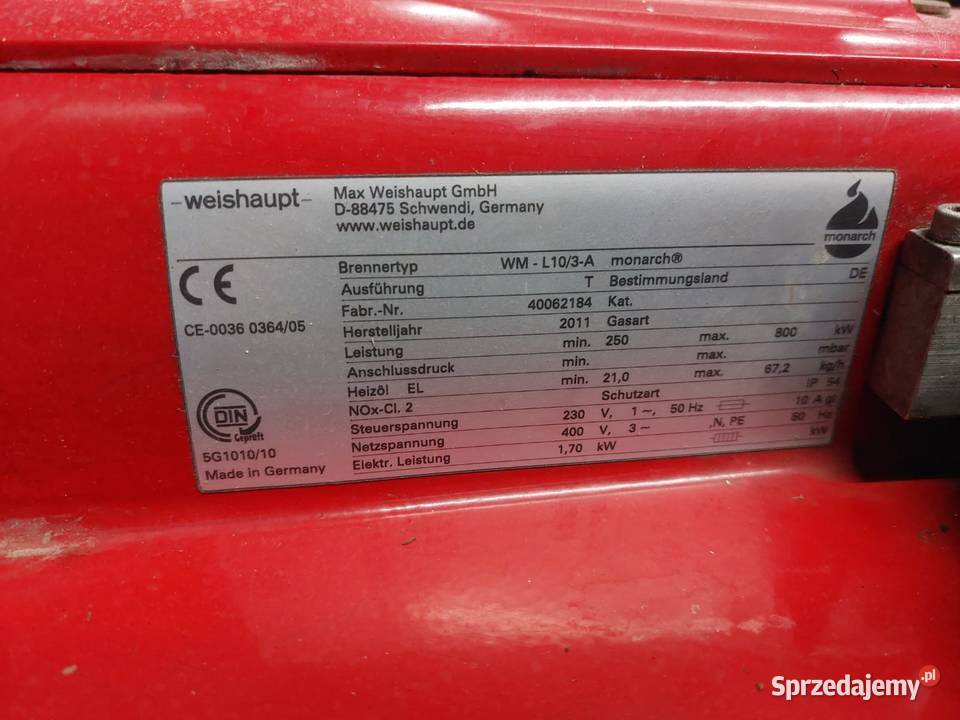 -weishaupt-
Max Weishaupt GmbH
D-88475 Schwendi, Germany
www.weishaupt.de
monarch
CE
CE-0036 0364/05
DIN
Geprüft
5G1010/10
Made in Germany
Brennertyp WM - L10/3-A monarch®
Ausführung T Bestimmungsland DE
Fabr.-Nr. 40062184 Kat.
Herstelljahr 2011 Gasart
Leistung min. 250 max. 800 kW
Anschlussdruck min. max. mbar
Heizöl EL min. 21,0 max. 67,2 kg/h
NOx-Cl. 2 Schutzart IP 54
Steuerspannung 230 V, 1 ~, 50 Hz 10 A gl
Netzspannung 400 V, 3 ~ ,N, PE 50 Hz
Elektr. Leistung 1,70 kW kW
Sprzedajemy.pl